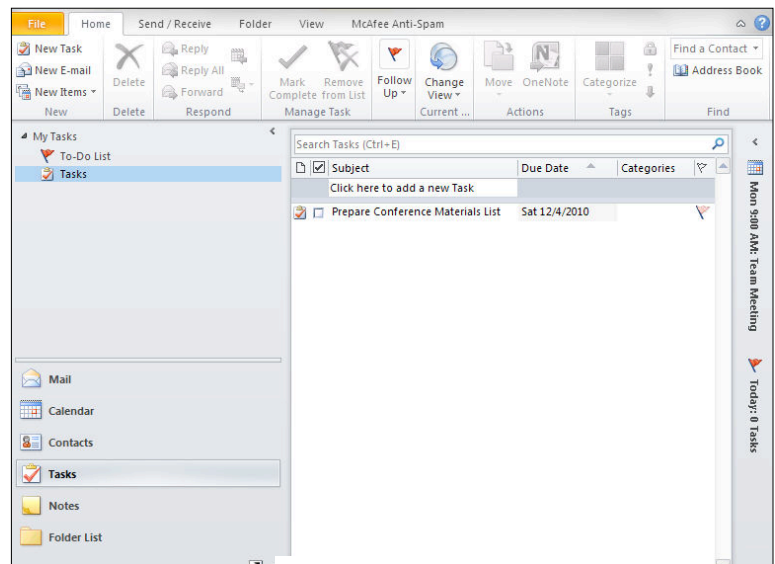 File Home Send / Receive Folder View McAfee Anti-Spam
New Task
New E-mail
New Items
New
Delete
Delete
Reply
Reply All
Forward
Respond
Mark Complete
Remove from List
Manage Task
Follow Up
Change View
Current ...
Move
OneNote
Actions
Categorize
Tags
Find a Contact
Address Book
Find
My Tasks
To-Do List
Tasks
Mail
Calendar
Contacts
Tasks
Notes
Folder List
Search Tasks (Ctrl+E)
Subject Due Date Categories
Click here to add a new Task
Prepare Conference Materials List Sat 12/4/2010
Mon 9:00 AM: Team Meeting
Today: 0 Tasks